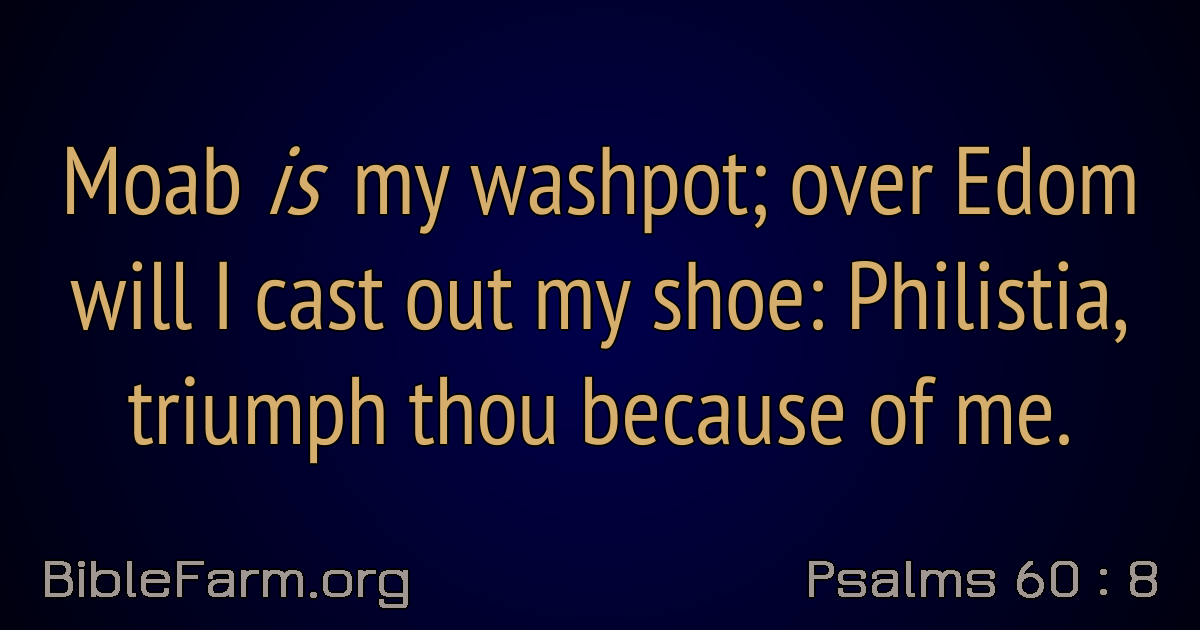 Moab is my washpot; over Edom
will I cast out my shoe: Philistia,
triumph thou because of me.
BibleFarm.org
Psalms 60 : 8